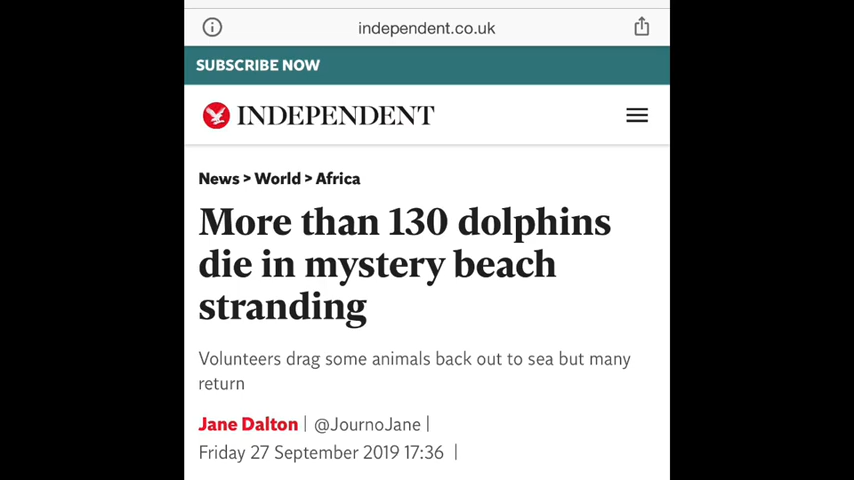 independent.co.uk
SUBSCRIBE NOW
INDEPENDENT
News > World > Africa
More than 130 dolphins
die in mystery beach
stranding
Volunteers drag some animals back out to sea but many
return
Jane Dalton | @JournoJane |
Friday 27 September 2019 17:36 |